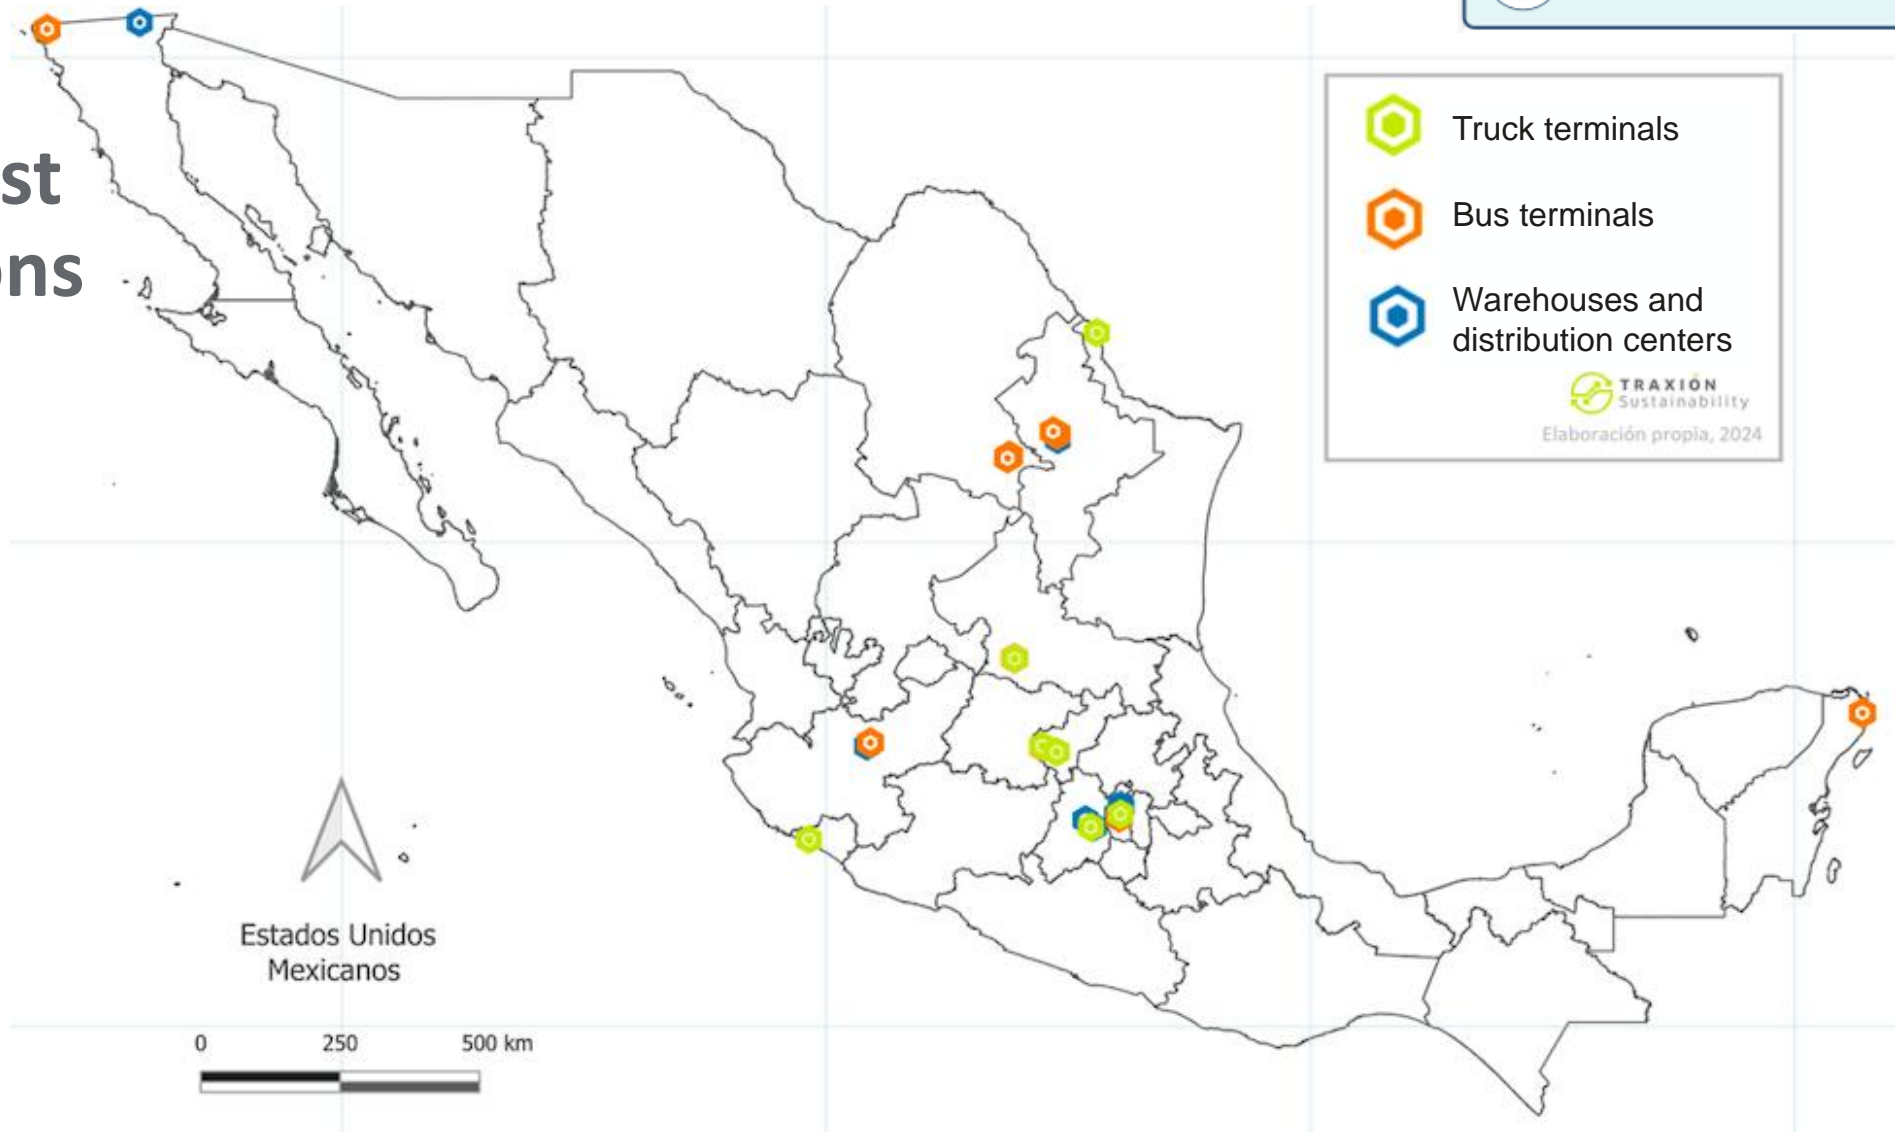 st
ons
Truck terminals
Bus terminals
Warehouses and
distribution centers
TRAXIÓN
Sustainability
Elaboración propia, 2024
Estados Unidos
Mexicanos
0 250 500 km